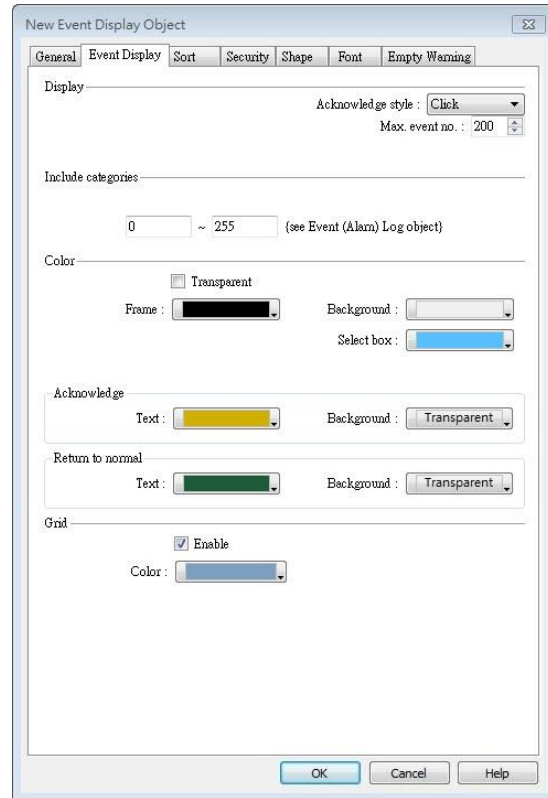 New Event Display Object
General Event Display Sort Security Shape Font Empty Warning
Display
Acknowledge style : Click
Max. event no. : 200
Include categories
0 ~ 255 {see Event (Alarm) Log object}
Color
Transparent
Frame : Background :
Select box :
Acknowledge
Text : Background : Transparent
Return to normal
Text : Background : Transparent
Grid
Enable
Color :
OK Cancel Help